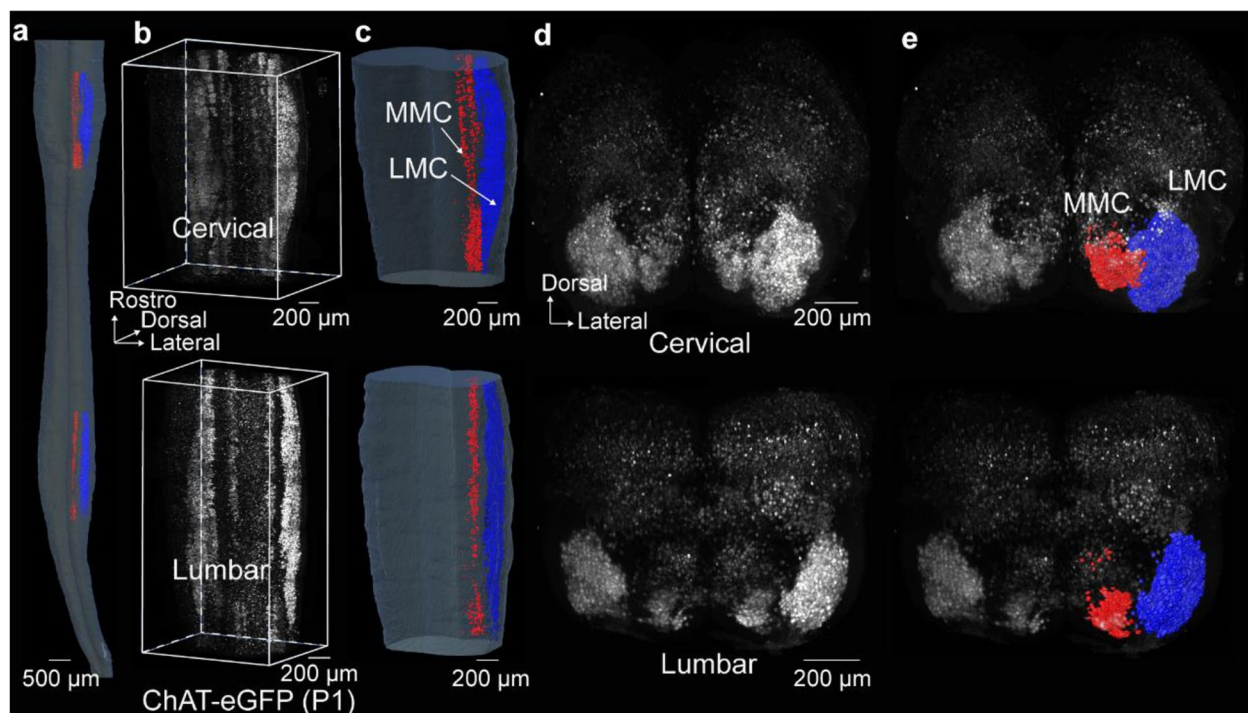 a
b
c
d
e
MMC
LMC
Cervical
MMC
LMC
Rostro
Dorsal
Lateral
200 µm
200 µm
Dorsal
Lateral
200 µm
Cervical
Lumbar
500 µm
200 µm
200 µm
Lumbar
200 µm
ChAT-eGFP (P1)